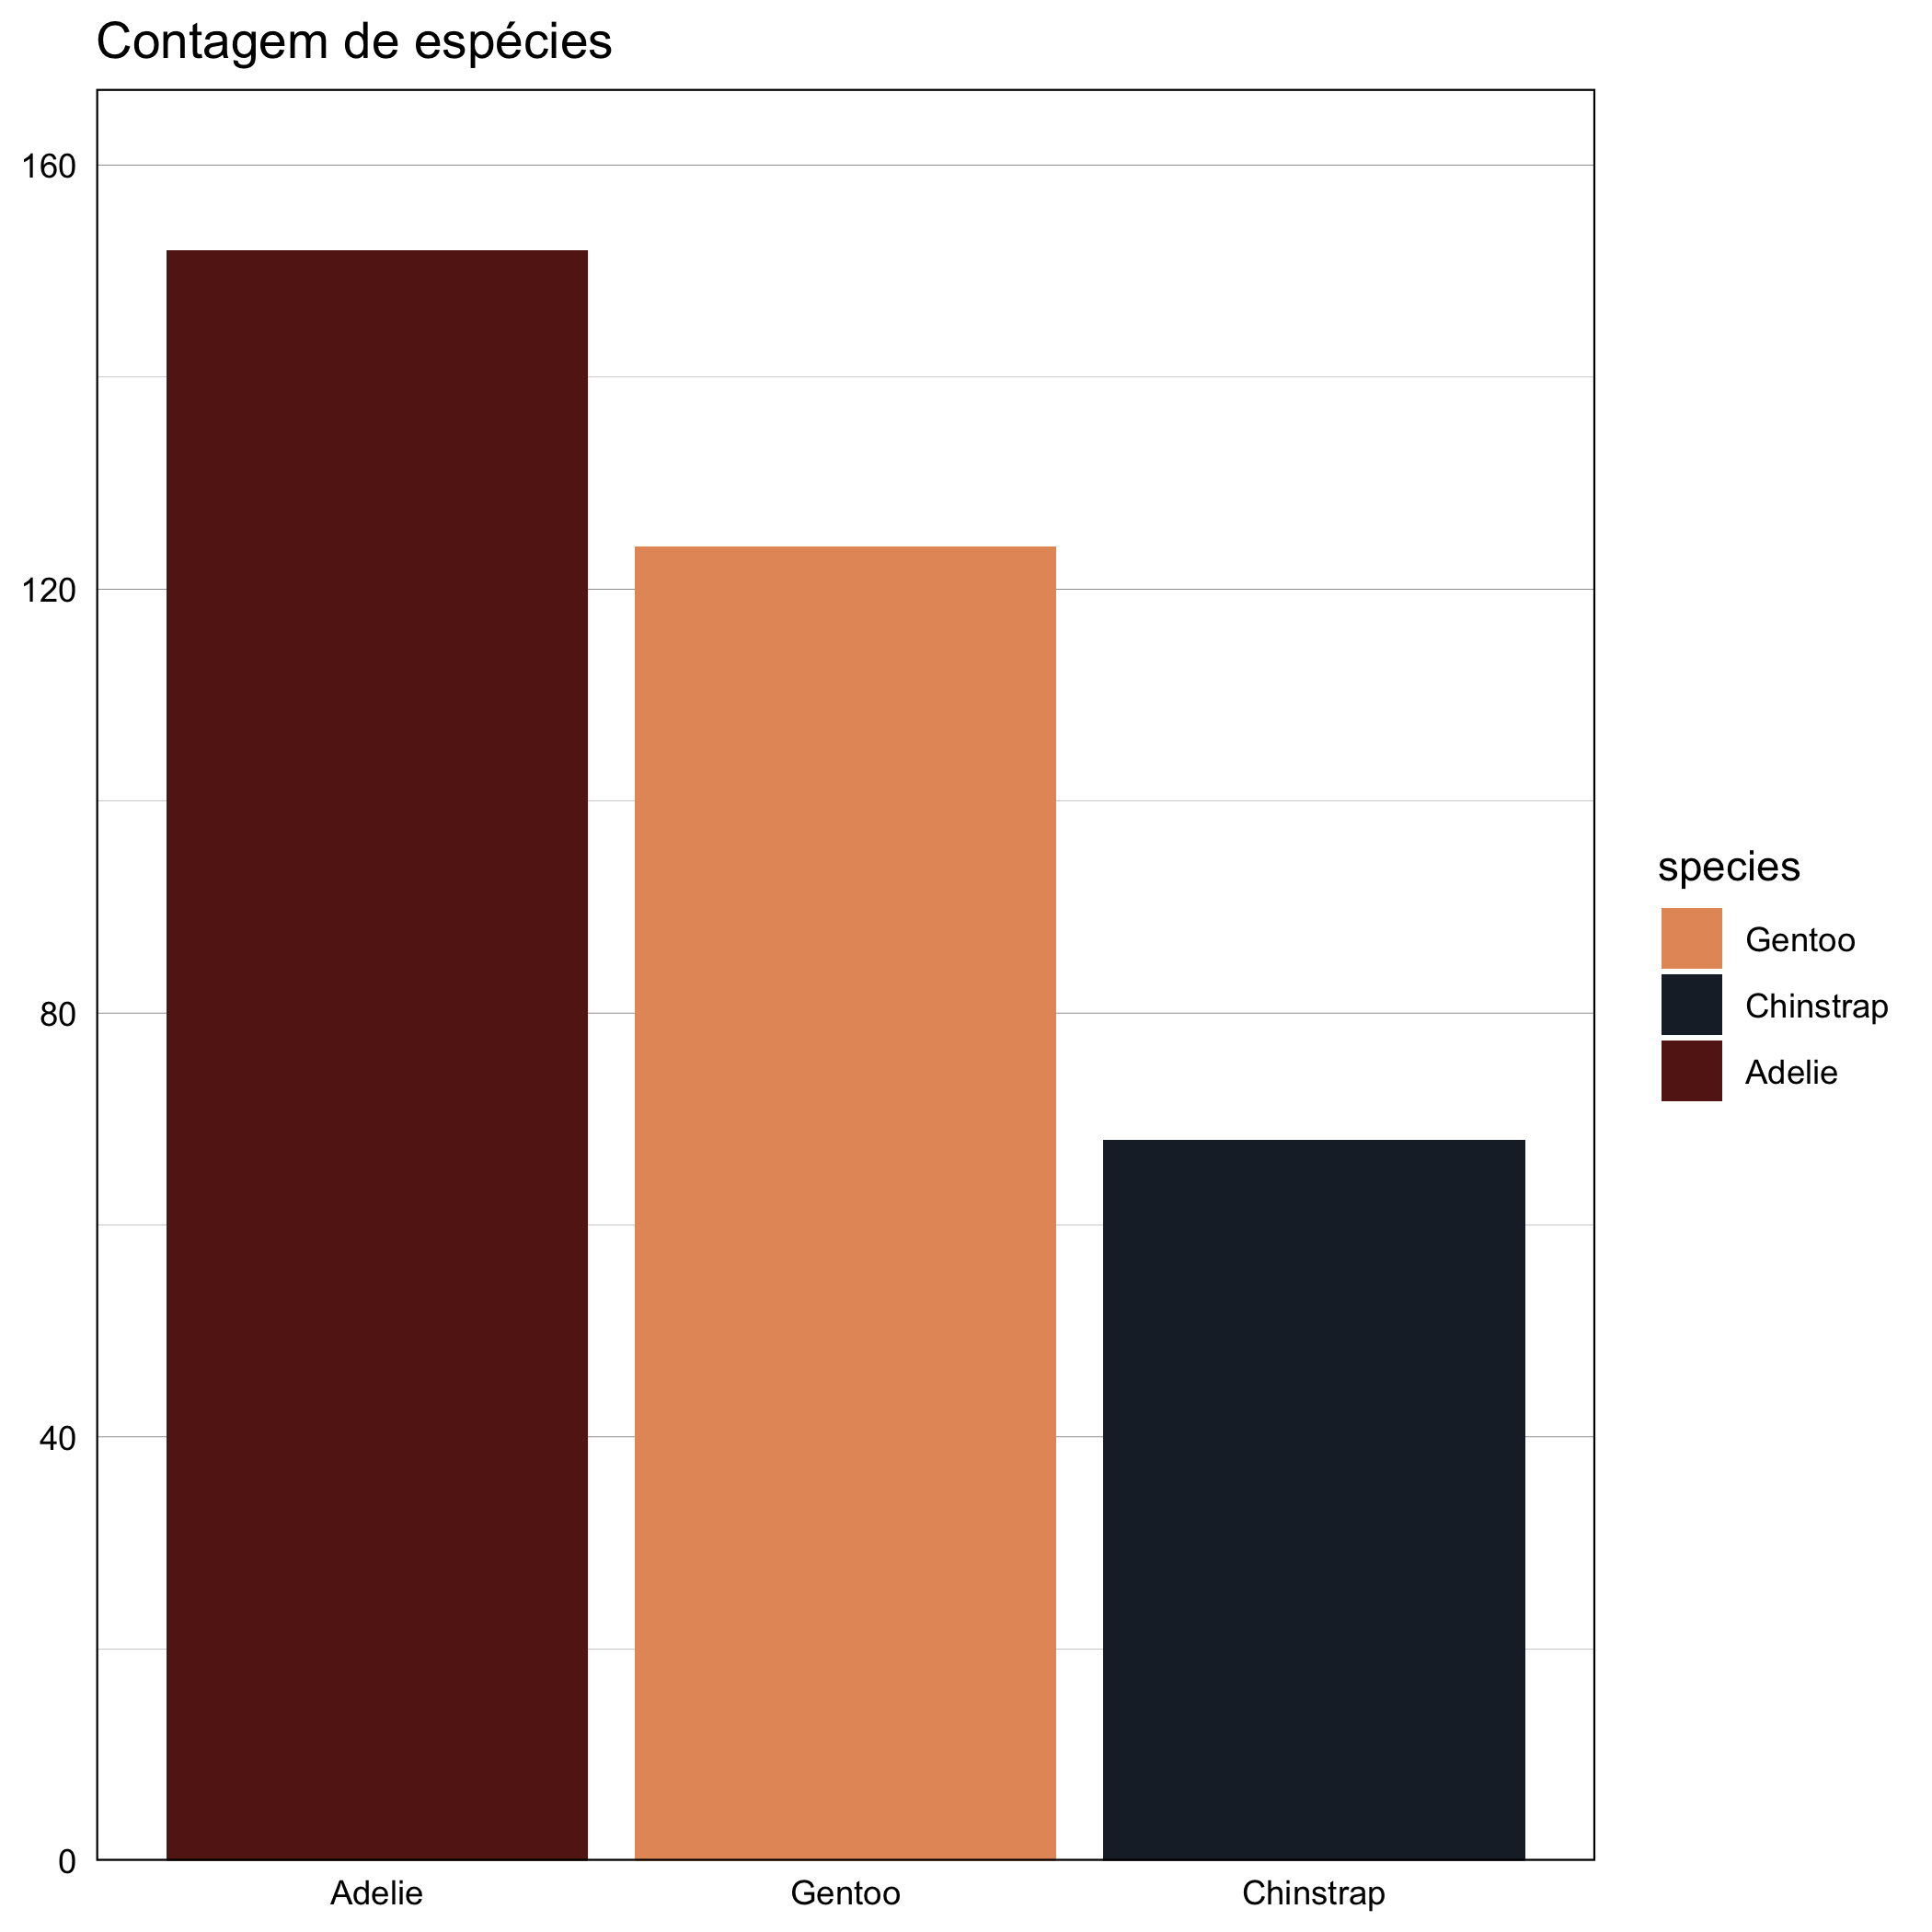 Contagem de espécies
160
120
80
40
0
Adelie
Gentoo
Chinstrap
species
Gentoo
Chinstrap
Adelie